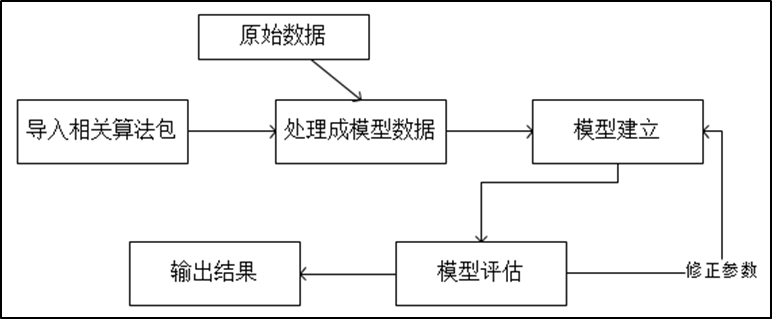 原始数据
导入相关算法包
处理成模型数据
模型建立
输出结果
模型评估
修正参数